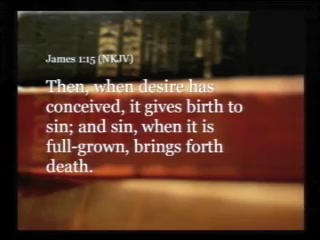 James 1:15 (NKJV)
Then, when desire has
conceived, it gives birth to
sin; and sin, when it is
full-grown, brings forth
death.